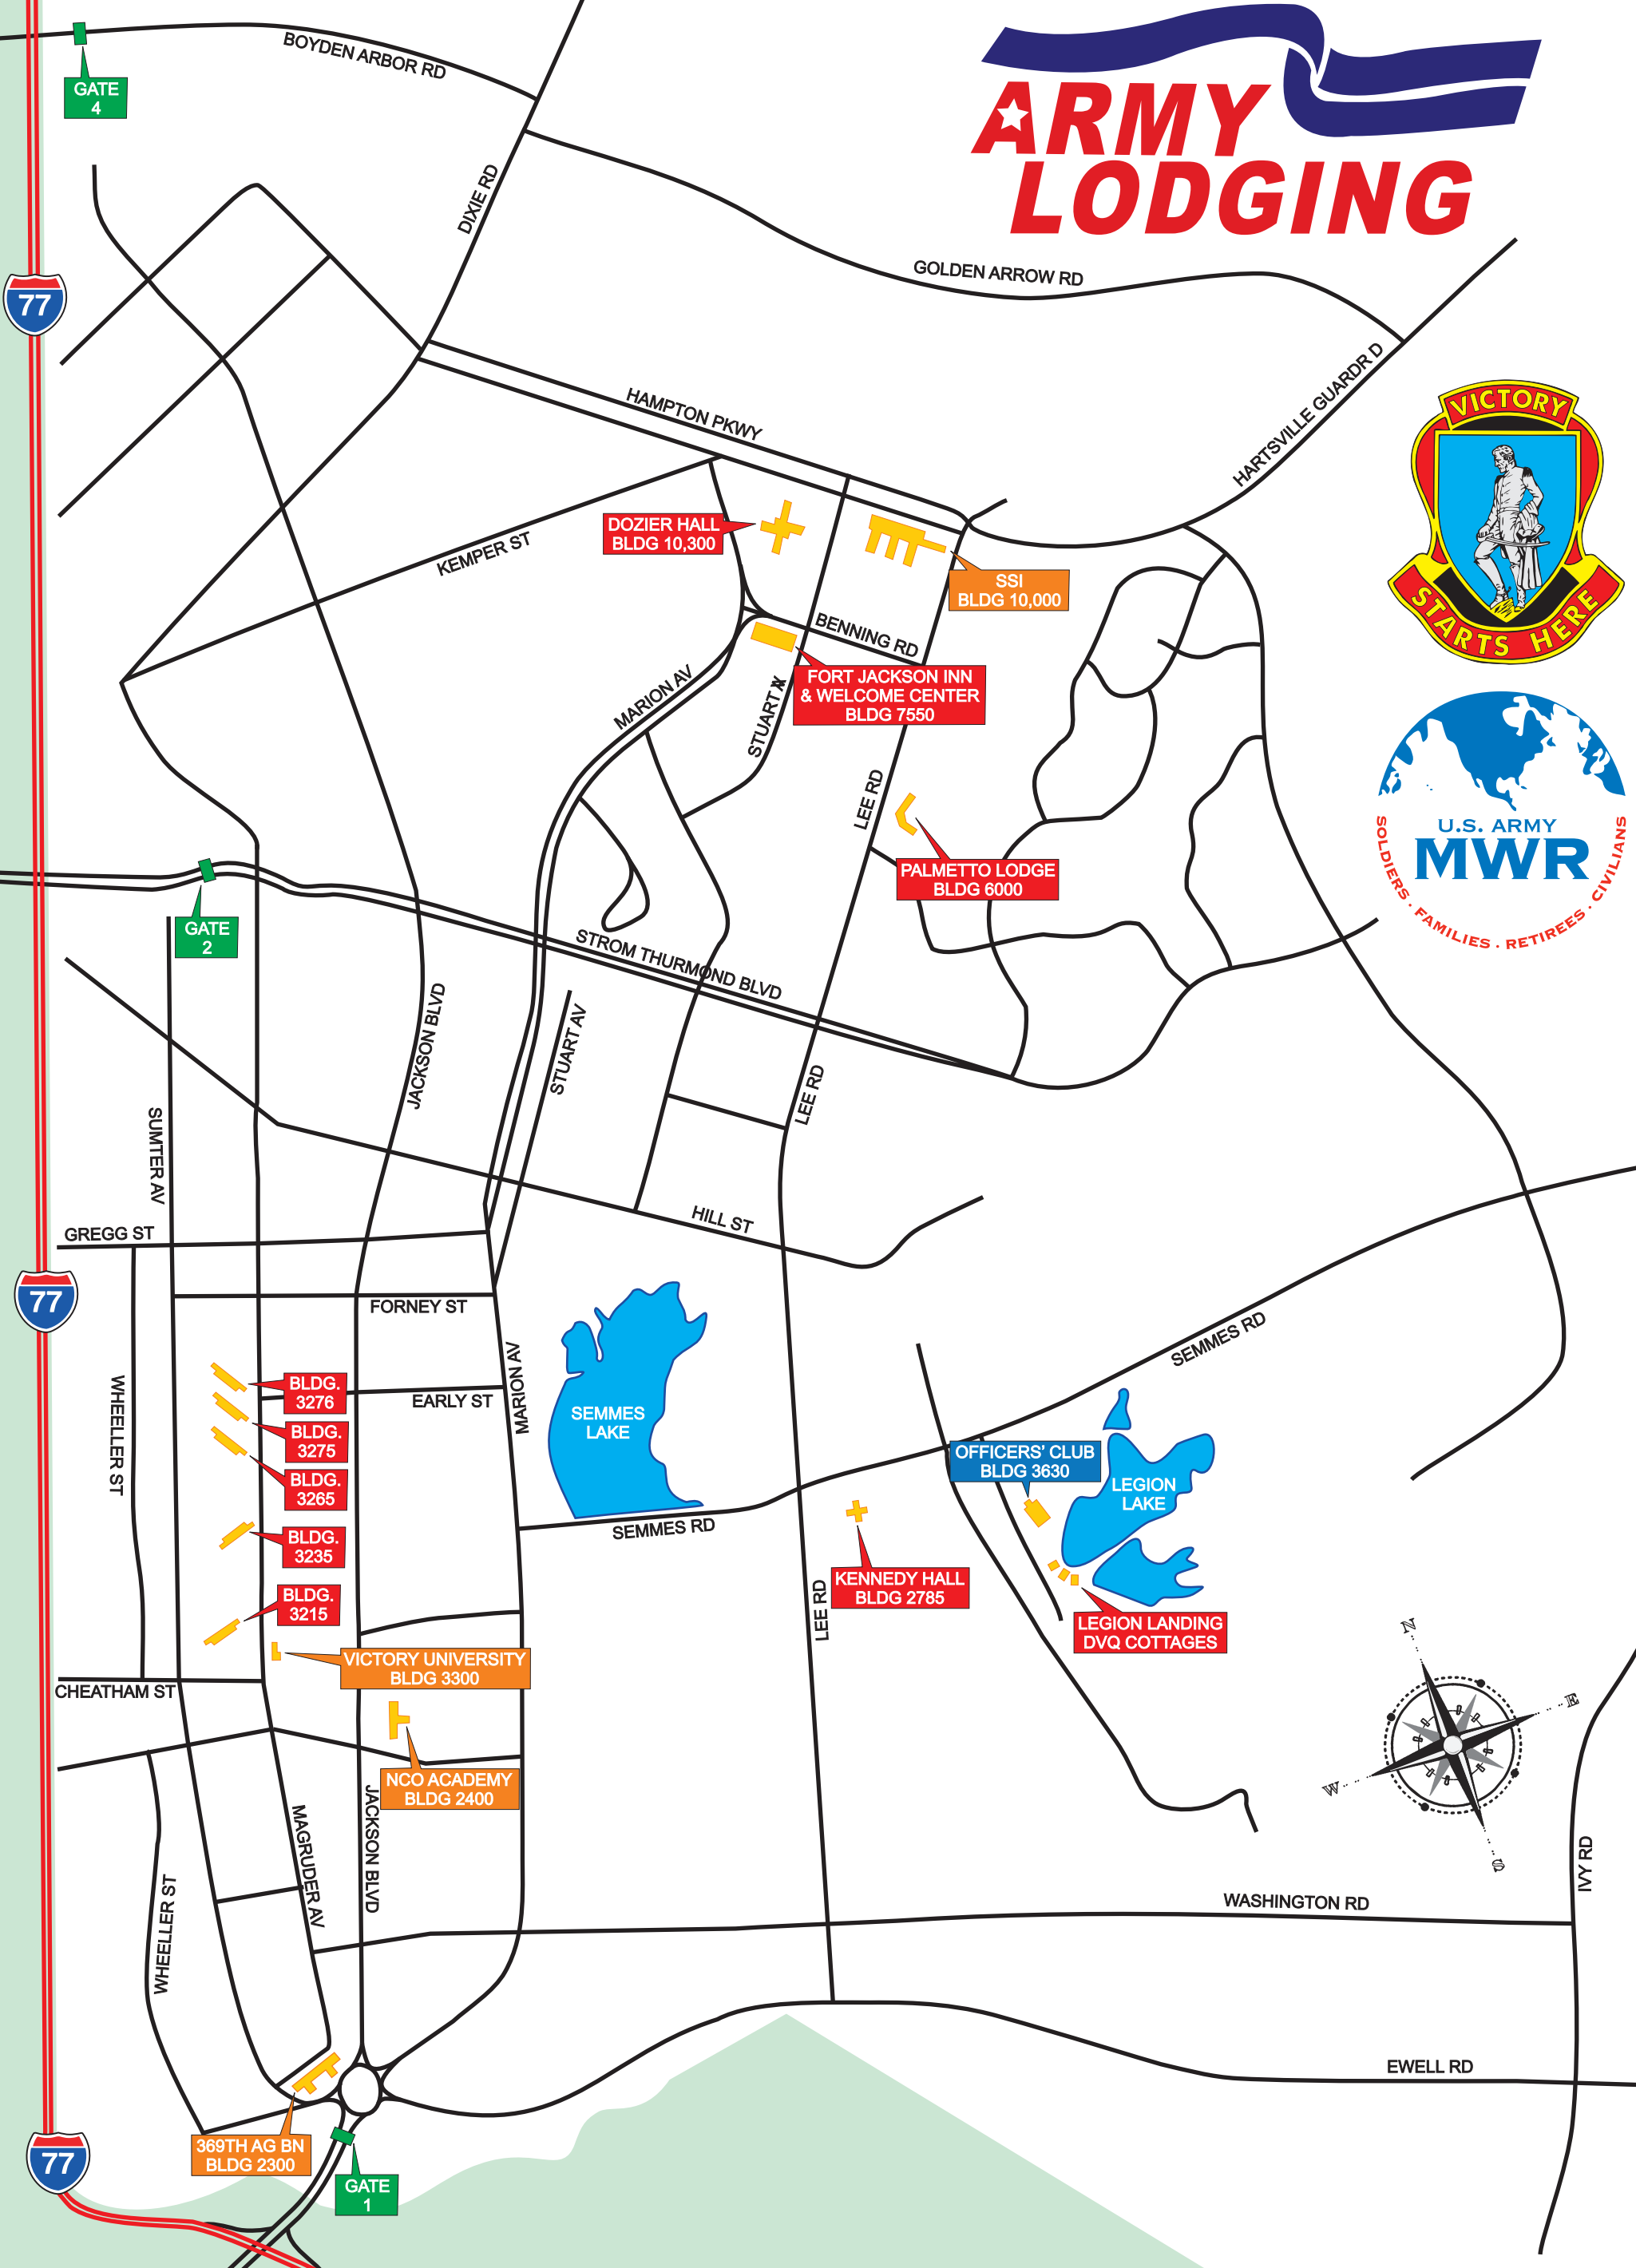 BOYDEN ARBOR RD
GATE
4
ARMY
LODGING
DIXIE RD
GOLDEN ARROW RD
77
HARTSVILLE GUARDR D
HAMPTON PKWY
VICTORY
STARTS HERE
DOZIER HALL
BLDG 10,300
KEMPER ST
SSI
BLDG 10,000
BENNING RD
FORT JACKSON INN
& WELCOME CENTER
BLDG 7550
MARION AV
STUART AV
LEE RD
U.S. ARMY
MWR
SOLDIERS . FAMILIES . RETIREES . CIVILIANS
PALMETTO LODGE
BLDG 6000
GATE
2
STROM THURMOND BLVD
JACKSON BLVD
STUART AV
LEE RD
SUMTER AV
HILL ST
GREGG ST
77
FORNEY ST
SEMMES RD
WHEELLER ST
BLDG.
3276
EARLY ST
MARION AV
SEMMES
LAKE
BLDG.
3275
OFFICERS' CLUB
BLDG 3630
BLDG.
3265
LEGION
LAKE
SEMMES RD
BLDG.
3235
KENNEDY HALL
BLDG 2785
LEE RD
BLDG.
3215
LEGION LANDING
DVQ COTTAGES
VICTORY UNIVERSITY
BLDG 3300
CHEATHAM ST
N
E
W
S
NCO ACADEMY
BLDG 2400
MAGRUDER AV
JACKSON BLVD
WHEELLER ST
IVY RD
WASHINGTON RD
EWELL RD
369TH AG BN
BLDG 2300
77
GATE
1